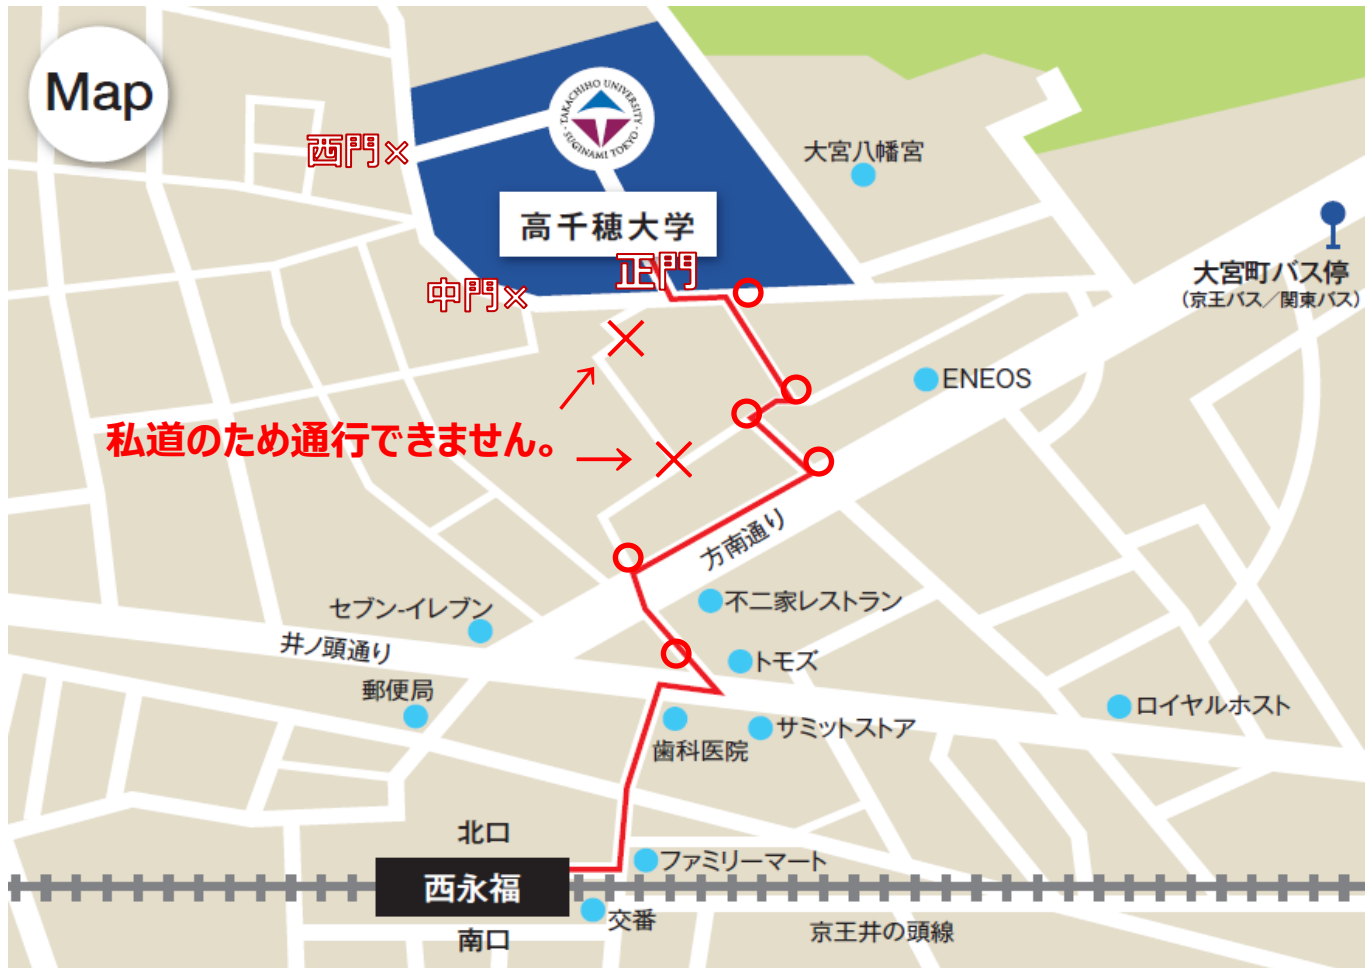 Map
TAKACHIHO UNIVERSITY
・SUGINAMI TOKYO・
西門×
大宮八幡宮
高千穂大学
正門
中門×
大宮町バス停
(京王バス／関東バス)
ENEOS
私道のため通行できません。
方南通り
セブン-イレブン
不二家レストラン
井ノ頭通り
トモズ
郵便局
ロイヤルホスト
サミットストア
歯科医院
北口
ファミリーマート
西永福
交番
京王井の頭線
南口